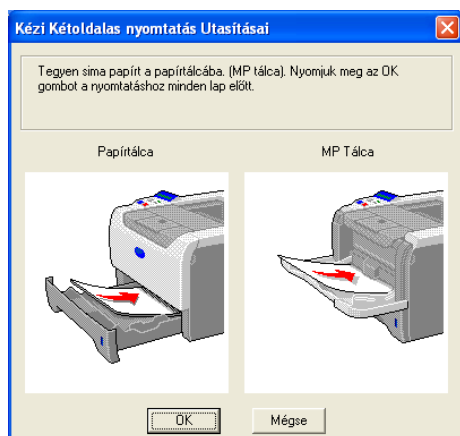 Kézi Kétoldalas nyomtatás Utasításai
Tegyen sima papírt a papírtálcába. (MP tálca). Nyomjuk meg az OK
gombot a nyomtatáshoz minden lap előtt.
Papírtálca
MP Tálca
OK
Mégse